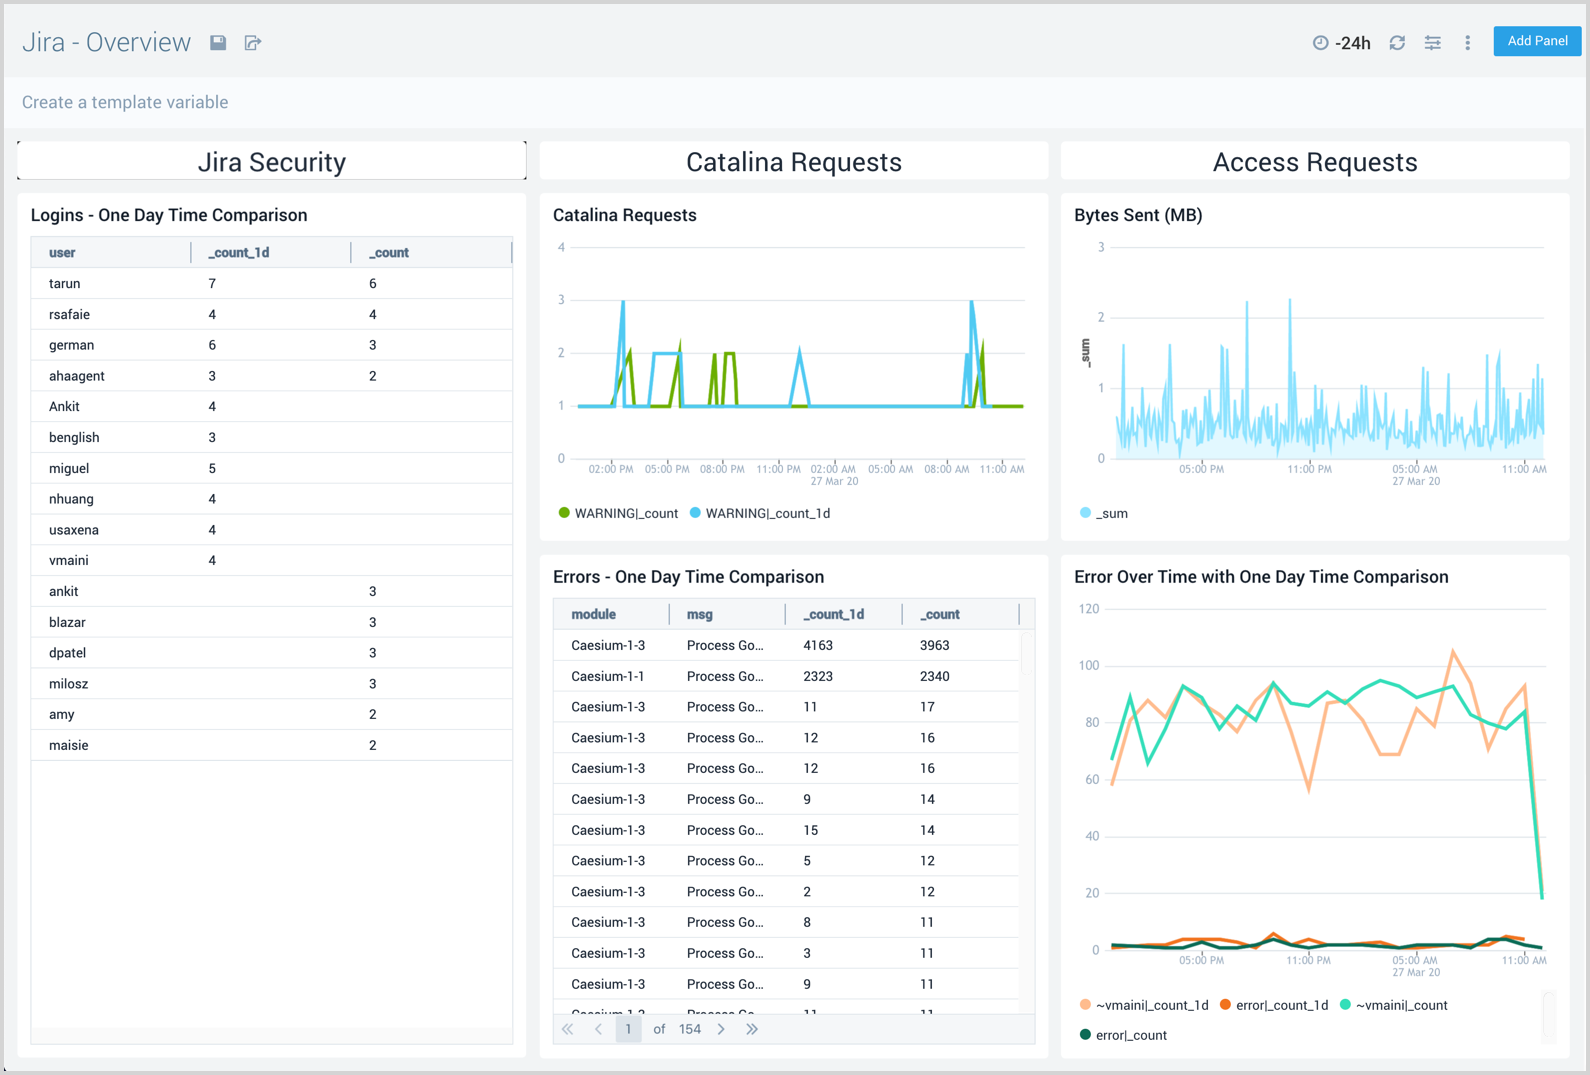 Jira - Overview
-24h
Add Panel
Create a template variable
Jira Security
Catalina Requests
Access Requests
Logins - One Day Time Comparison
user _count_1d _count
tarun 7 6
rsafaie 4 4
german 6 3
ahaagent 3 2
Ankit 4
benglish 3
miguel 5
nhuang 4
usaxena 4
vmaini 4
ankit 3
blazar 3
dpatel 3
milosz 3
amy 2
maisie 2
Catalina Requests
4
3
2
1
0
02:00 PM 05:00 PM 08:00 PM 11:00 PM 02:00 AM 05:00 AM 08:00 AM 11:00 AM
27 Mar 20
WARNING|_count WARNING|_count_1d
Bytes Sent (MB)
3
2
1
0
_sum
05:00 PM 11:00 PM 05:00 AM 11:00 AM
27 Mar 20
_sum
Errors - One Day Time Comparison
module msg _count_1d _count
Caesium-1-3 Process Go... 4163 3963
Caesium-1-1 Process Go... 2323 2340
Caesium-1-3 Process Go... 11 17
Caesium-1-3 Process Go... 12 16
Caesium-1-3 Process Go... 12 16
Caesium-1-3 Process Go... 9 14
Caesium-1-3 Process Go... 15 14
Caesium-1-3 Process Go... 5 12
Caesium-1-3 Process Go... 2 12
Caesium-1-3 Process Go... 8 11
Caesium-1-3 Process Go... 3 11
Caesium-1-3 Process Go... 9 11
1 of 154
Error Over Time with One Day Time Comparison
120
100
80
60
40
20
0
05:00 PM 11:00 PM 05:00 AM 11:00 AM
27 Mar 20
~vmaini|_count_1d error|_count_1d ~vmaini|_count
error|_count